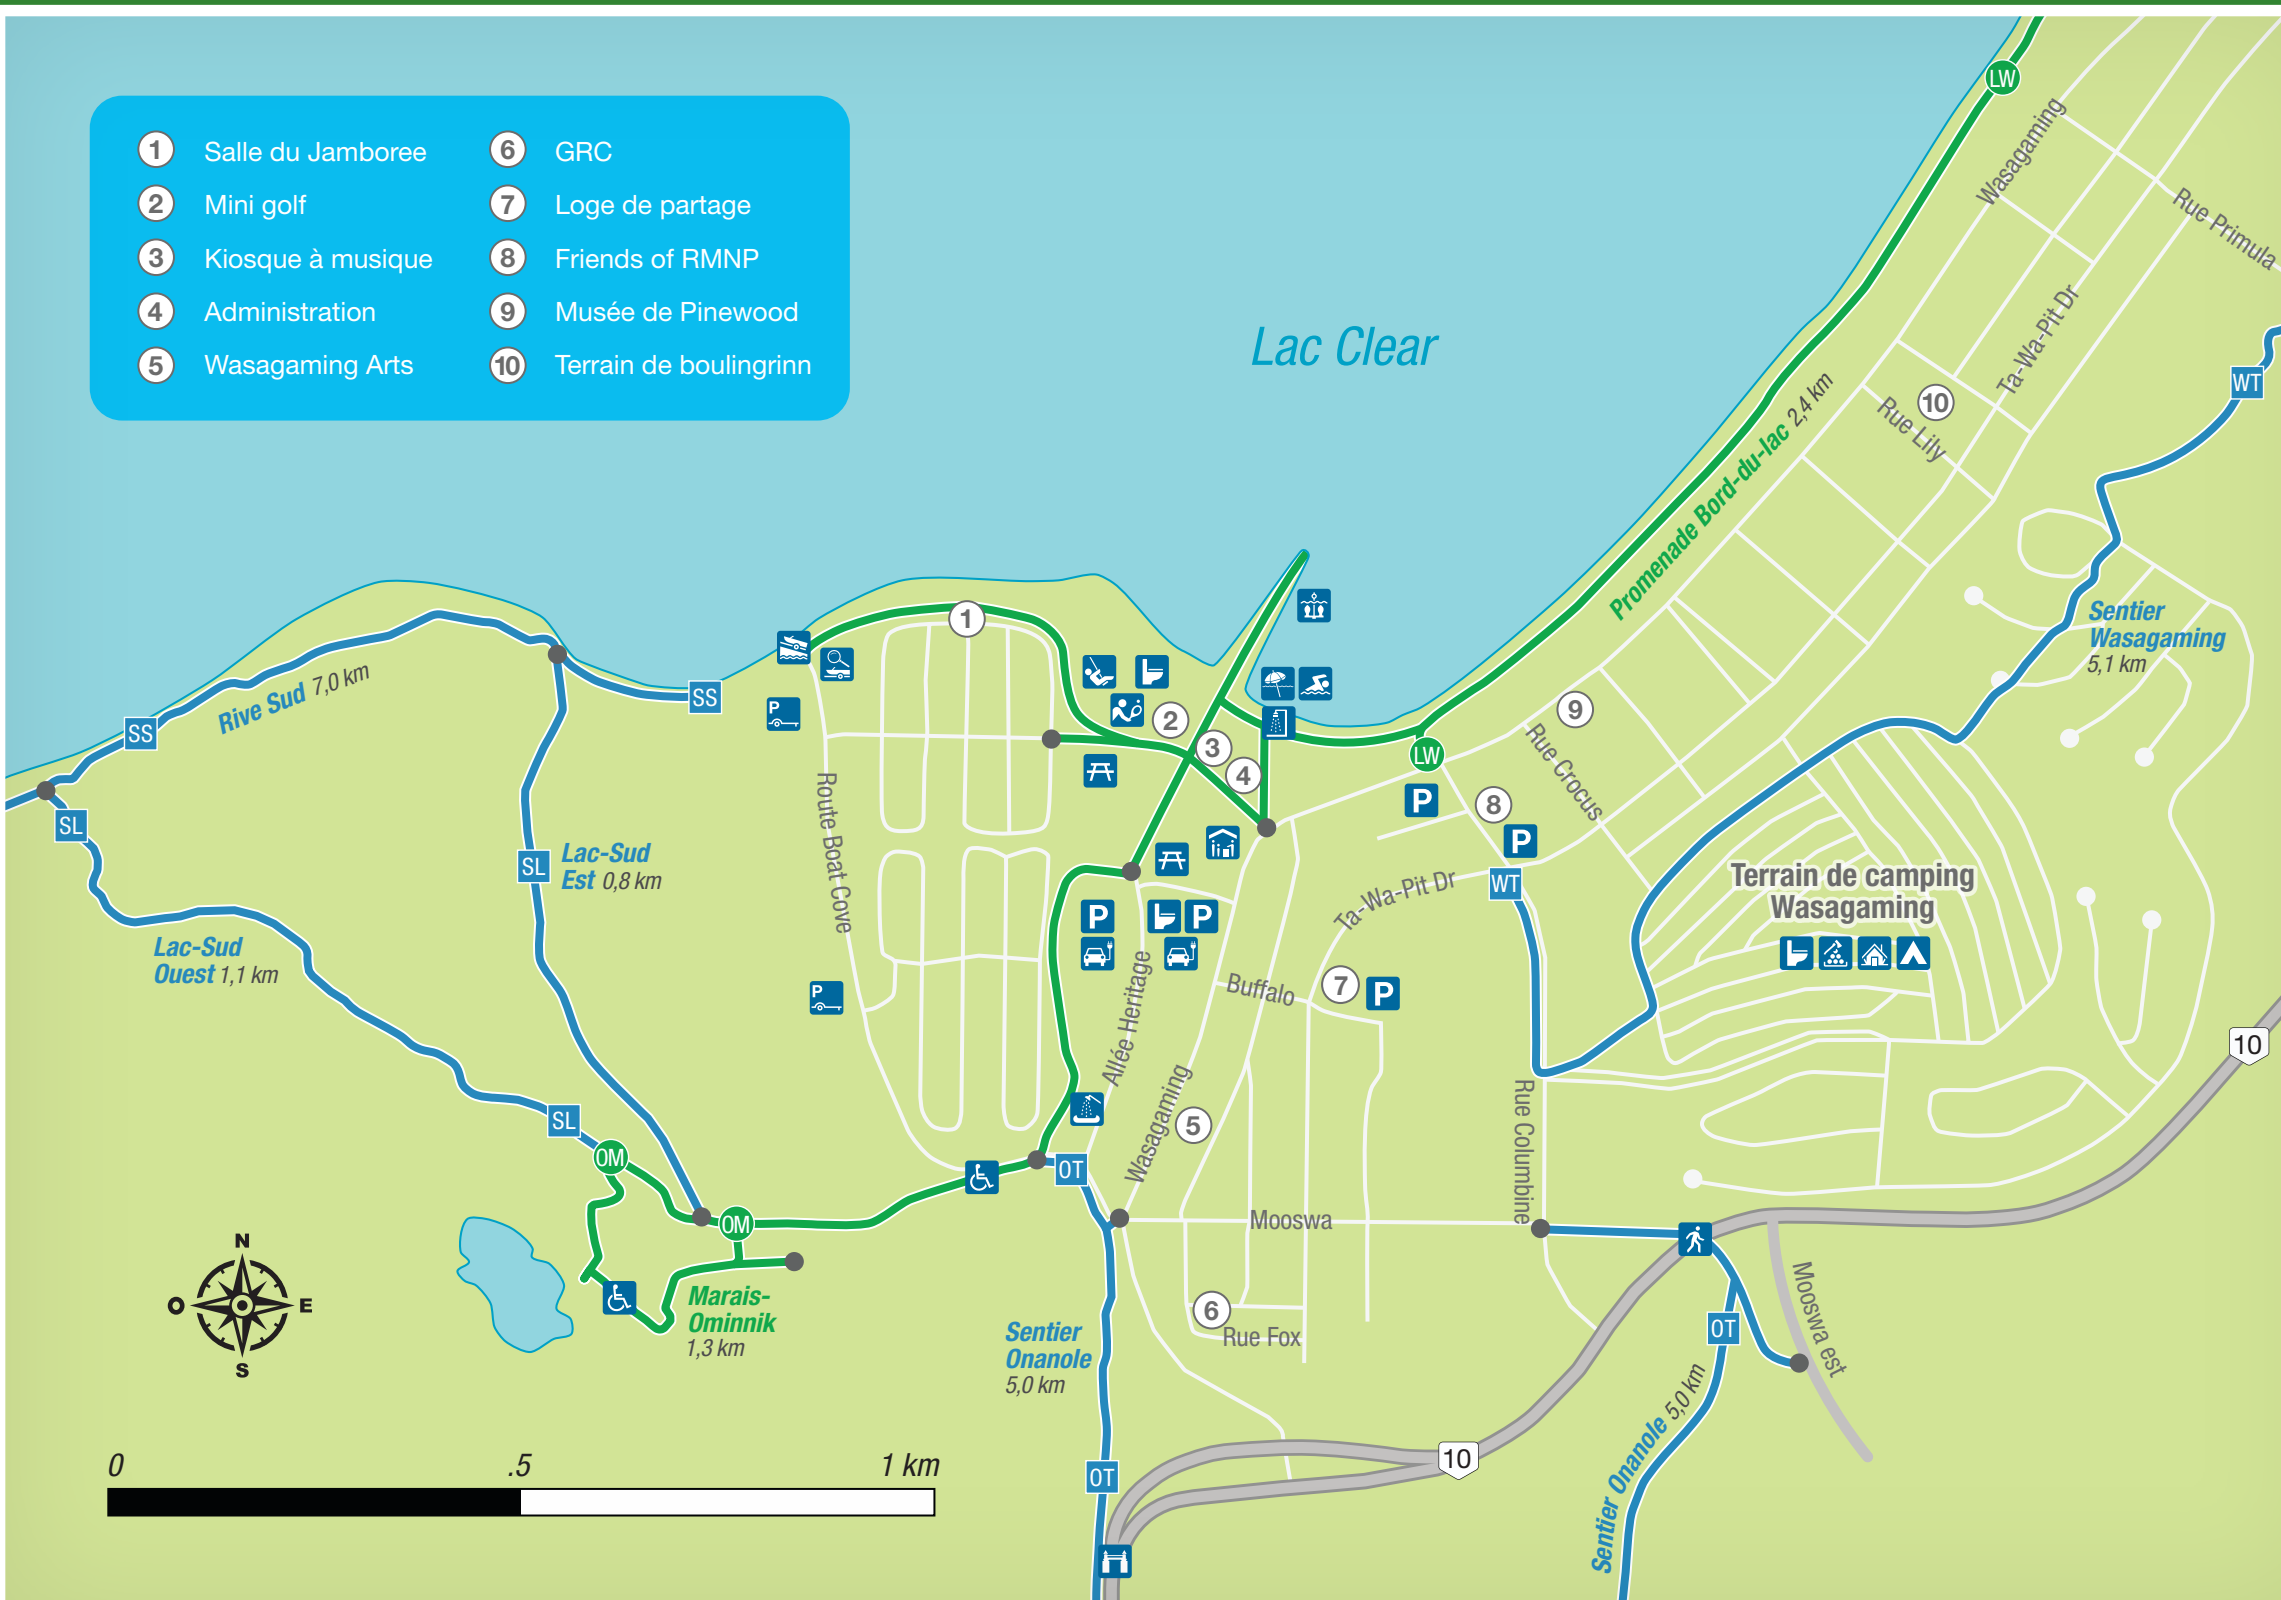 1 Salle du Jamboree
2 Mini golf
3 Kiosque à musique
4 Administration
5 Wasagaming Arts
6 GRC
7 Loge de partage
8 Friends of RMNP
9 Musée de Pinewood
10 Terrain de boulingrinn
Lac Clear
LW
Wasagaming
Rue Primula
Ta-Wa-Pit Dr
WT
10
Rue Lily
Promenade Bord-du-lac 2,4 km
Sentier
Wasagaming
5,1 km
1
SS
Rive Sud 7,0 km
SS
P
2
3
4
9
Rue Crocus
LW
P
8
P
SL
SL
Lac-Sud
Est 0,8 km
Route Boat Cove
Ta-Wa-Pit Dr
WT
Terrain de camping
Wasagaming
Lac-Sud
Ouest 1,1 km
P
P
P
Buffalo
7
P
Allée Heritage
10
SL
OM
Wasagaming
5
Rue Columbine
OT
OM
Mooswa
N
O
E
S
Marais-
Ominnik
1,3 km
6
Rue Fox
Sentier
Onanole
5,0 km
OT
Mooswa est
Sentier Onanole 5,0 km
10
OT
0
.5
1 km